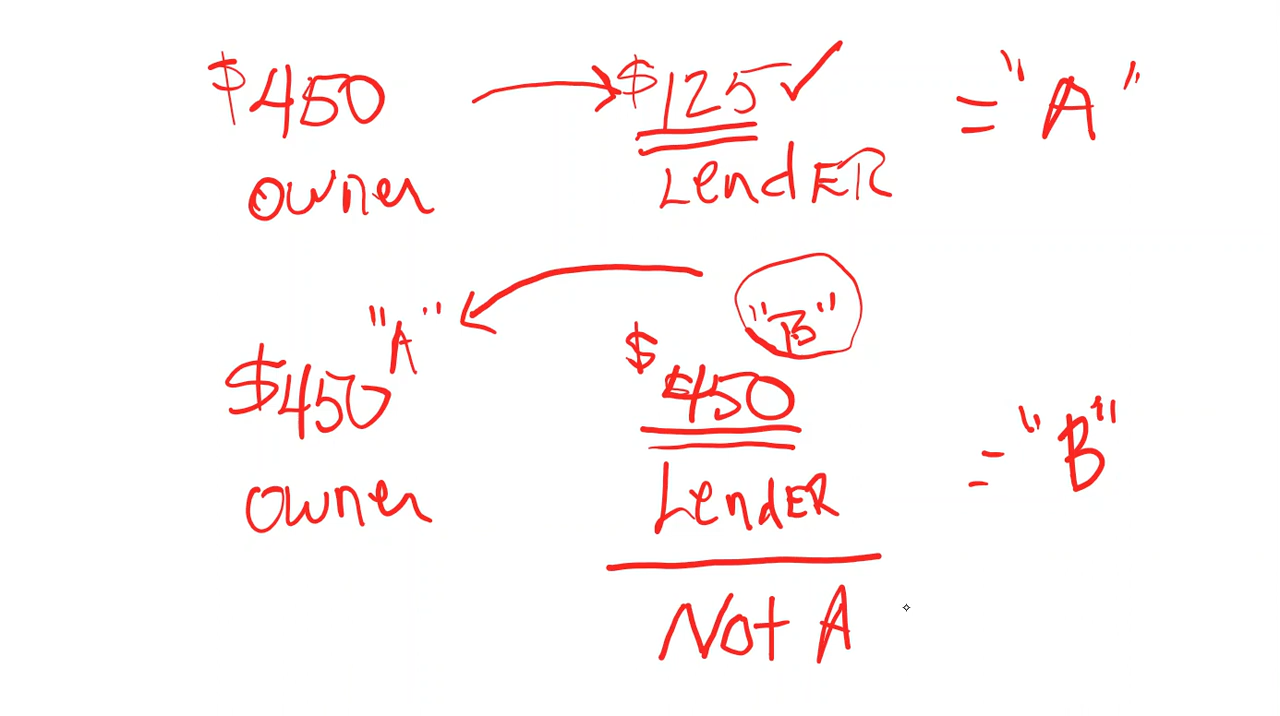 $450 → $125 ✓ = "A"
owner LendER
"B"
"A"
$450 $450 = "B"
owner LendER
Not A